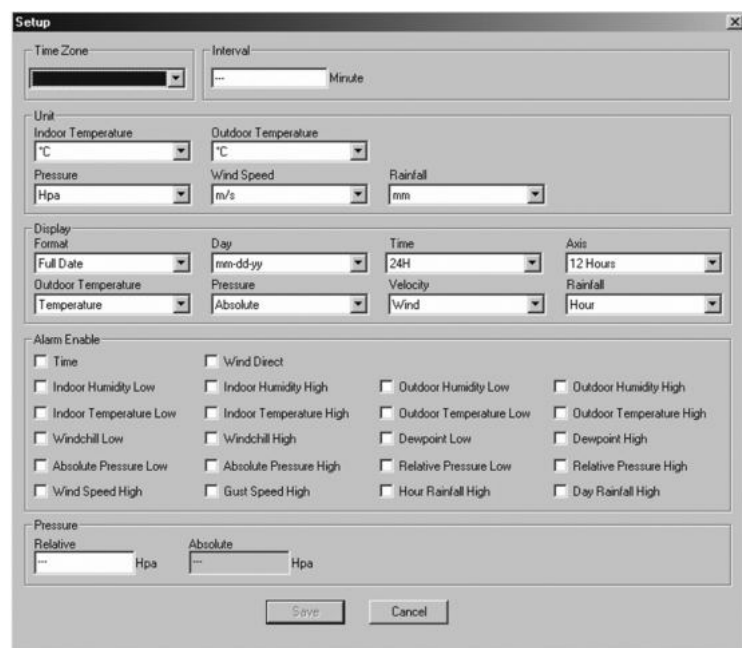 Setup
Time Zone Interval
--- Minute
Unit
Indoor Temperature Outdoor Temperature
°C °C
Pressure Wind Speed Rainfall
Hpa m/s mm
Display
Format Day Time Axis
Full Date mm-dd-yy 24H 12 Hours
Outdoor Temperature Pressure Velocity Rainfall
Temperature Absolute Wind Hour
Alarm Enable
Time Wind Direct
Indoor Humidity Low Indoor Humidity High Outdoor Humidity Low Outdoor Humidity High
Indoor Temperature Low Indoor Temperature High Outdoor Temperature Low Outdoor Temperature High
Windchill Low Windchill High Dewpoint Low Dewpoint High
Absolute Pressure Low Absolute Pressure High Relative Pressure Low Relative Pressure High
Wind Speed High Gust Speed High Hour Rainfall High Day Rainfall High
Pressure
Relative Absolute
--- Hpa --- Hpa
Save Cancel